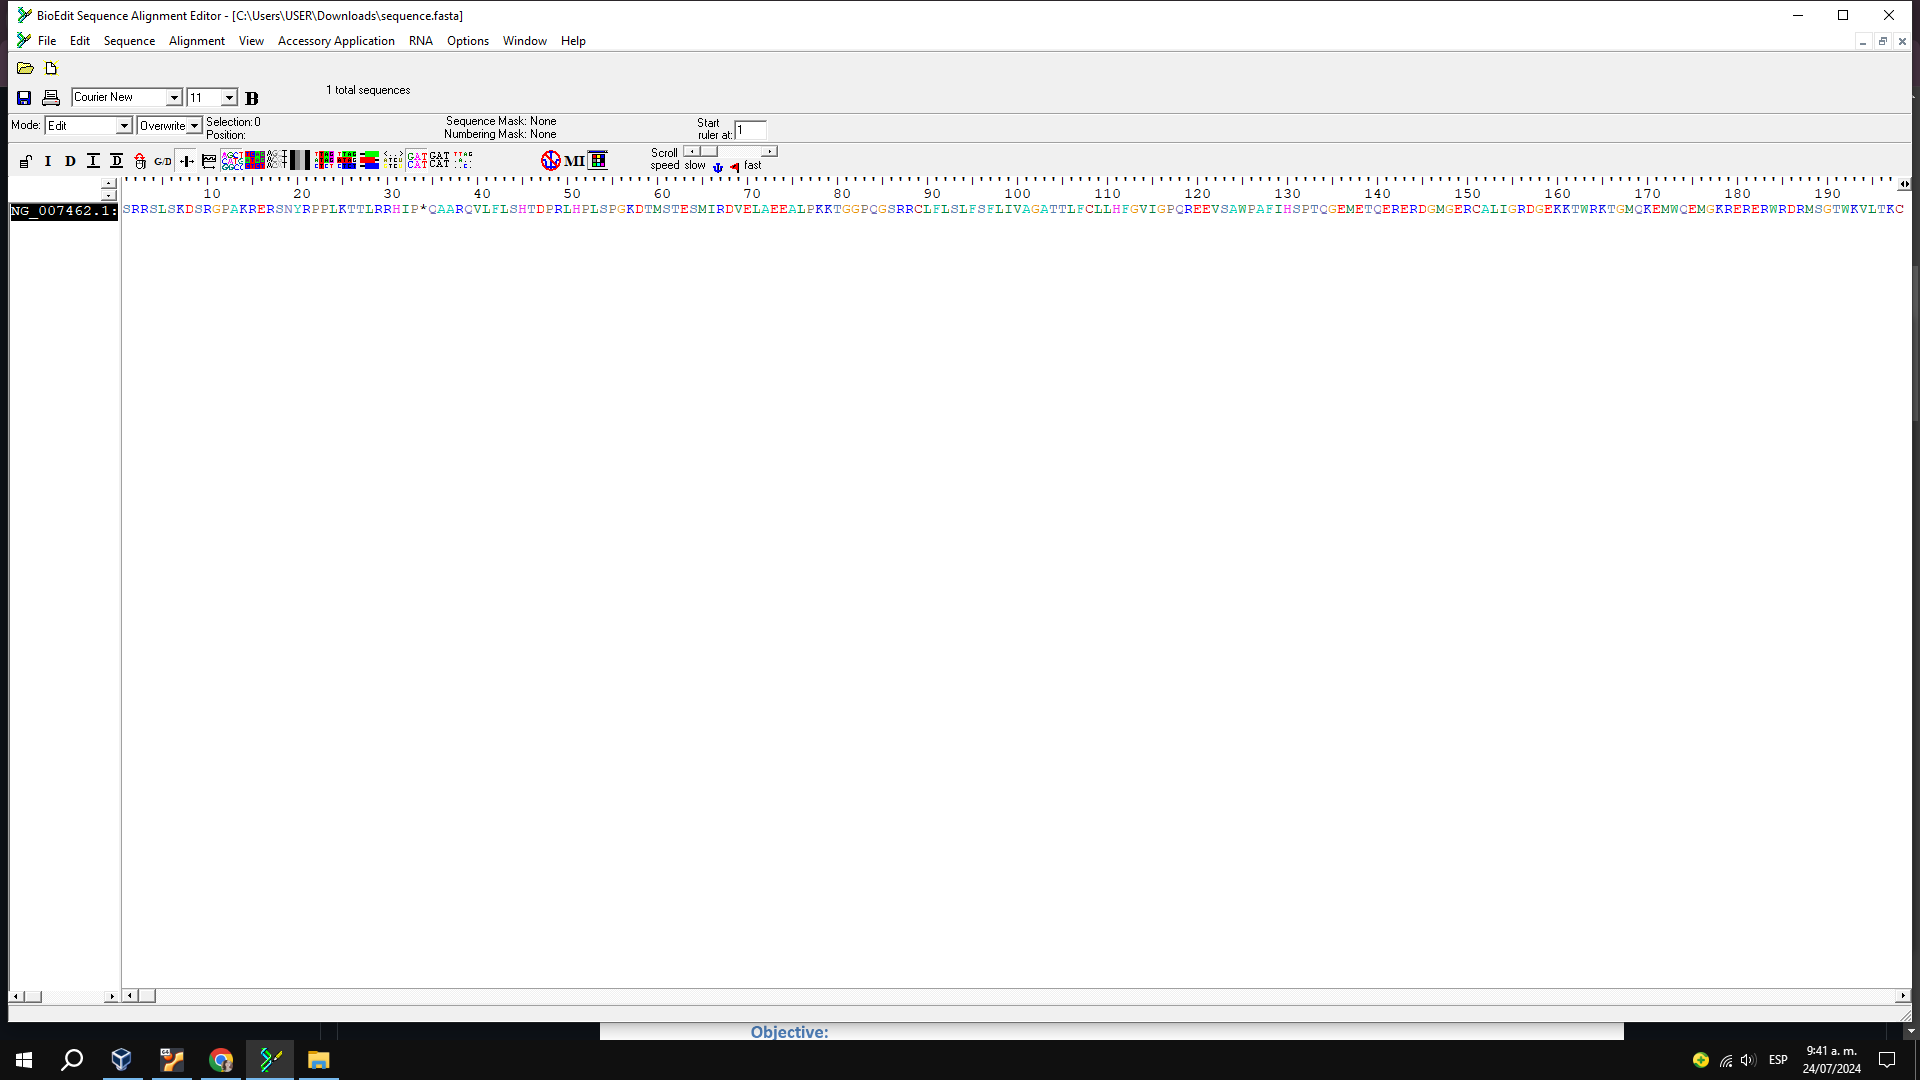 BioEdit Sequence Alignment Editor - [C:\Users\USER\Downloads\sequence.fasta]
File Edit Sequence Alignment View Accessory Application RNA Options Window Help
Courier New 11 B 1 total sequences
Mode: Edit Overwrite Selection: 0
Position:
Sequence Mask: None
Numbering Mask: None
Start
ruler at: 1
I D I D G/D MI
Scroll
speed slow fast
10 20 30 40 50 60 70 80 90 100 110 120 130 140 150 160 170 180 190
NG_007462.1: SRRSLSKDSRGPAKRERSNYRPPLKTTLRRHIP*QAARQVLFLSHTDPRLHPLSPGKDTMSTESMIRDVELAEEALPKKTGGPQGSRRCLFLSLFSFLIVAGATTLFCLLHFGVIGPQREEVSAWPAFIHSPTQGEMETQERERDGMGERCALIGRDGEKKTWRKTGMQKEMWQEMGKRERERWRDRMSGTWKVLTKC
Objective:
ESP
9:41 a. m.
24/07/2024